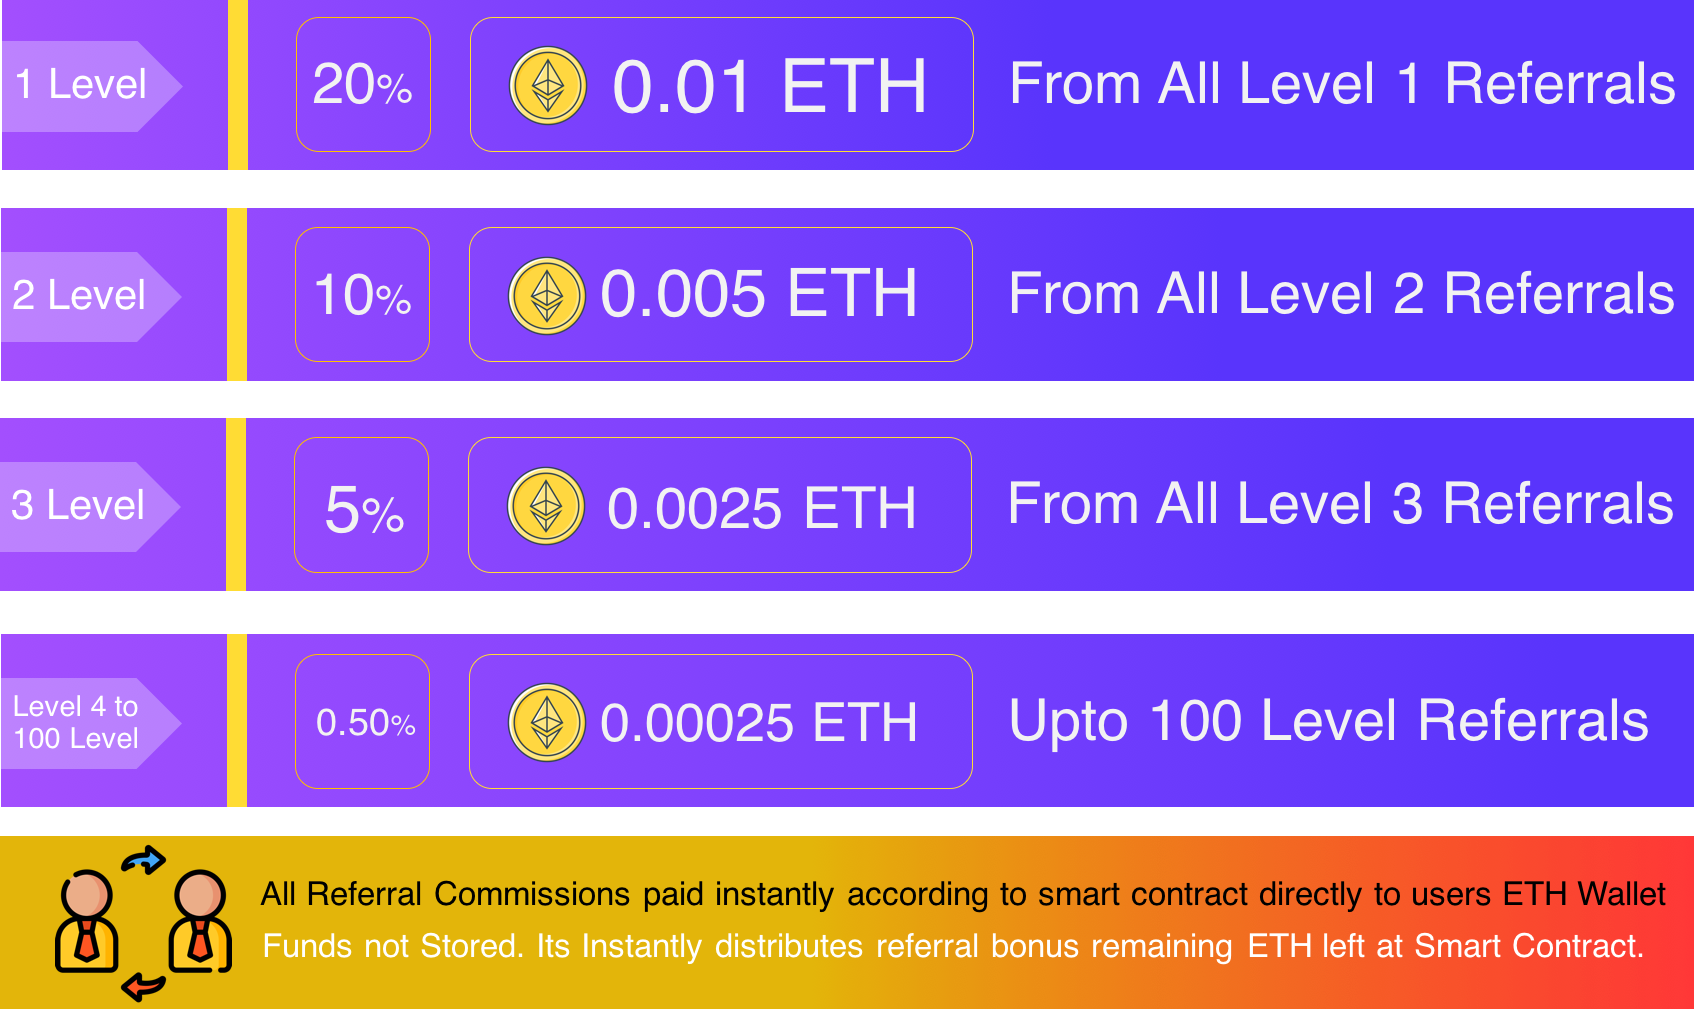 1 Level
20%
0.01 ETH
From All Level 1 Referrals
2 Level
10%
0.005 ETH
From All Level 2 Referrals
3 Level
5%
0.0025 ETH
From All Level 3 Referrals
Level 4 to
100 Level
0.50%
0.00025 ETH
Upto 100 Level Referrals
All Referral Commissions paid instantly according to smart contract directly to users ETH Wallet
Funds not Stored. Its Instantly distributes referral bonus remaining ETH left at Smart Contract.